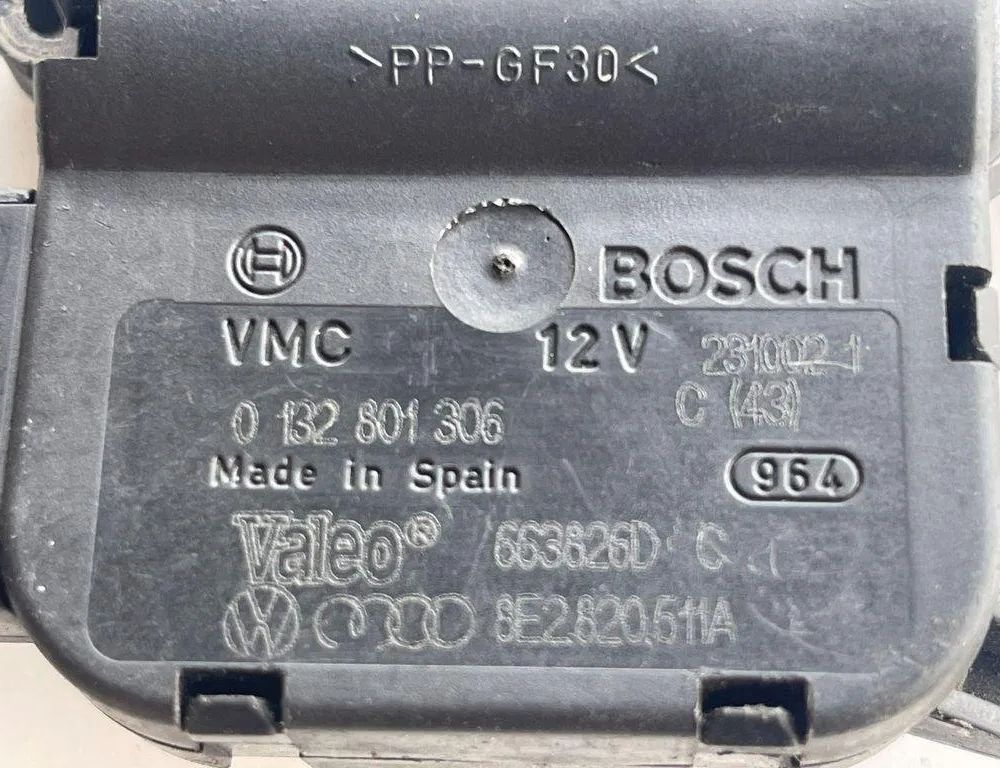 >PP-GF30<
BOSCH
VMC 12V 231002-1
C (43)
0 132 801 306
Made in Spain
964
Valeo® 663626D C
8E2.820.511A